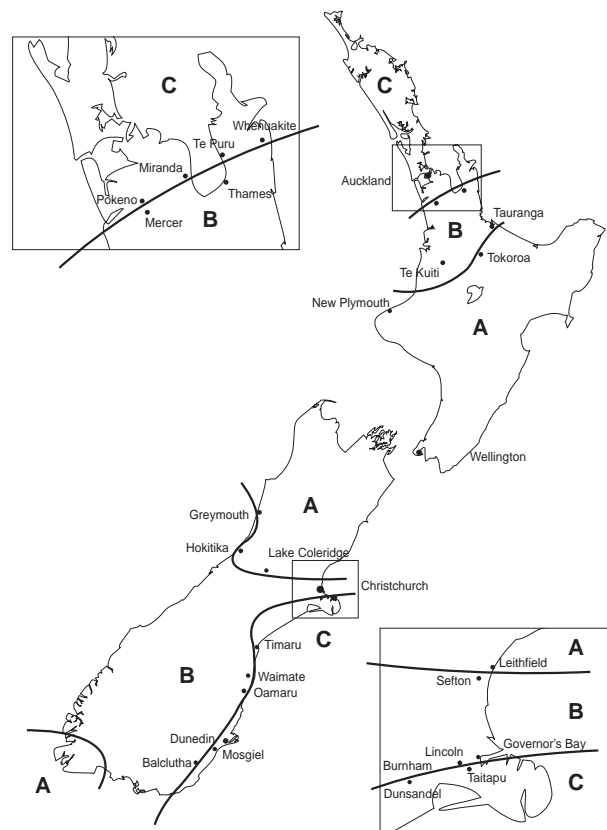 C
Whenuakite
Te Puru
Miranda
Thames
Pokeno
B
Mercer
C
Auckland
Tauranga
B
Te Kuiti
Tokoroa
New Plymouth
A
Wellington
A
Greymouth
Hokitika
Lake Coleridge
Christchurch
C
Timaru
B
Waimate
Oamaru
Dunedin
Mosgiel
Balclutha
A
A
Leithfield
Sefton
B
Governor's Bay
Lincoln
Burnham
Taitapu
C
Dunsandel